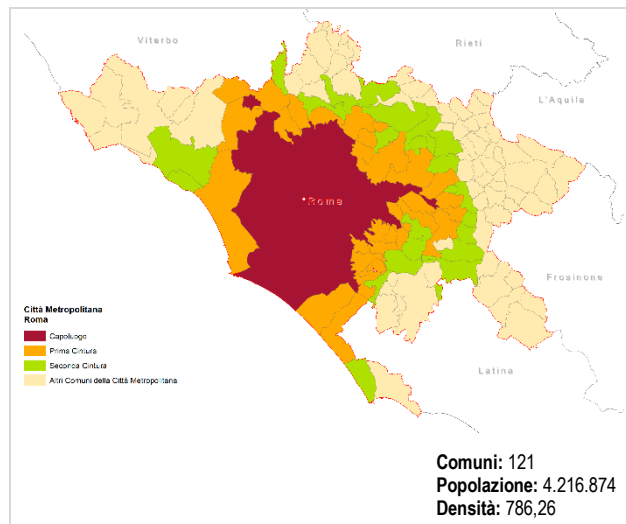 Viterbo
Rieti
L'Aquila
Roma
Frosinone
Latina
Città Metropolitana
Roma
Capoluogo
Prima Cintura
Seconda Cintura
Altri Comuni della Città Metropolitana
Comuni: 121
Popolazione: 4.216.874
Densità: 786,26